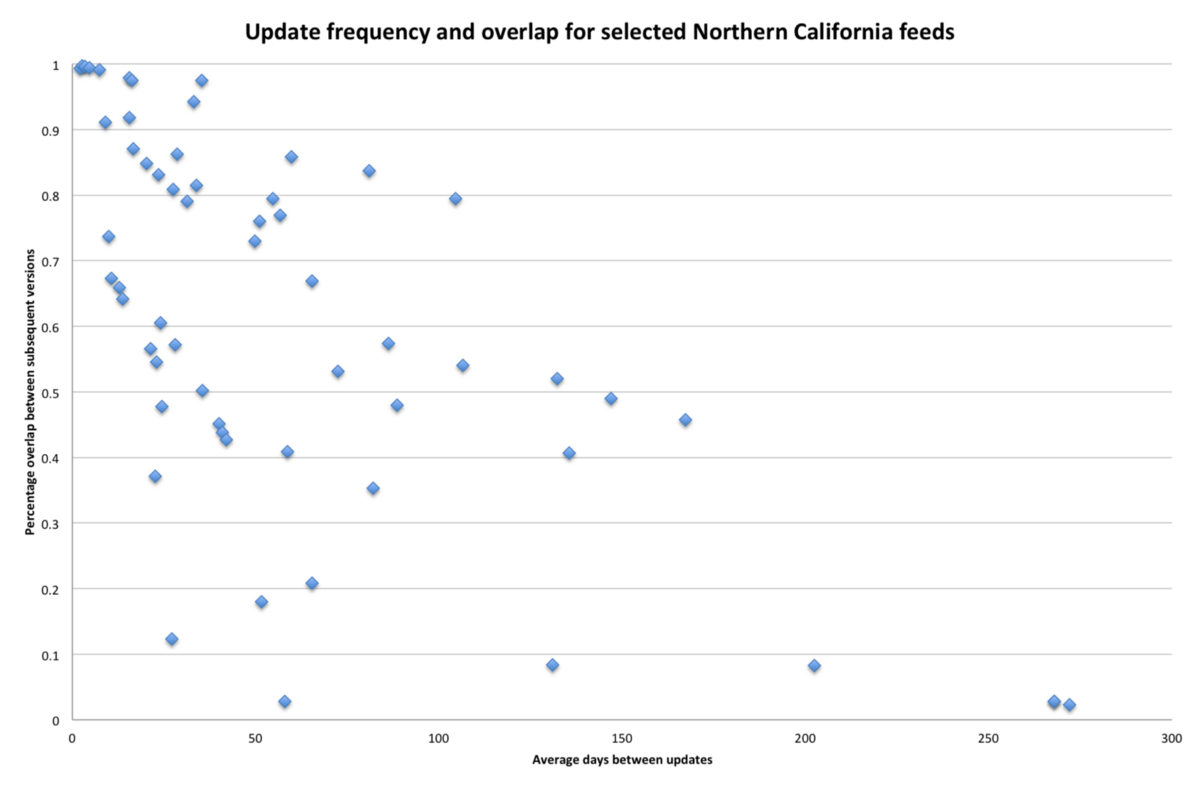 Update frequency and overlap for selected Northern California feeds
1
0.9
0.8
0.7
0.6
0.5
0.4
0.3
0.2
0.1
0
Percentage overlap between subsequent versions
0 50 100 150 200 250 300
Average days between updates